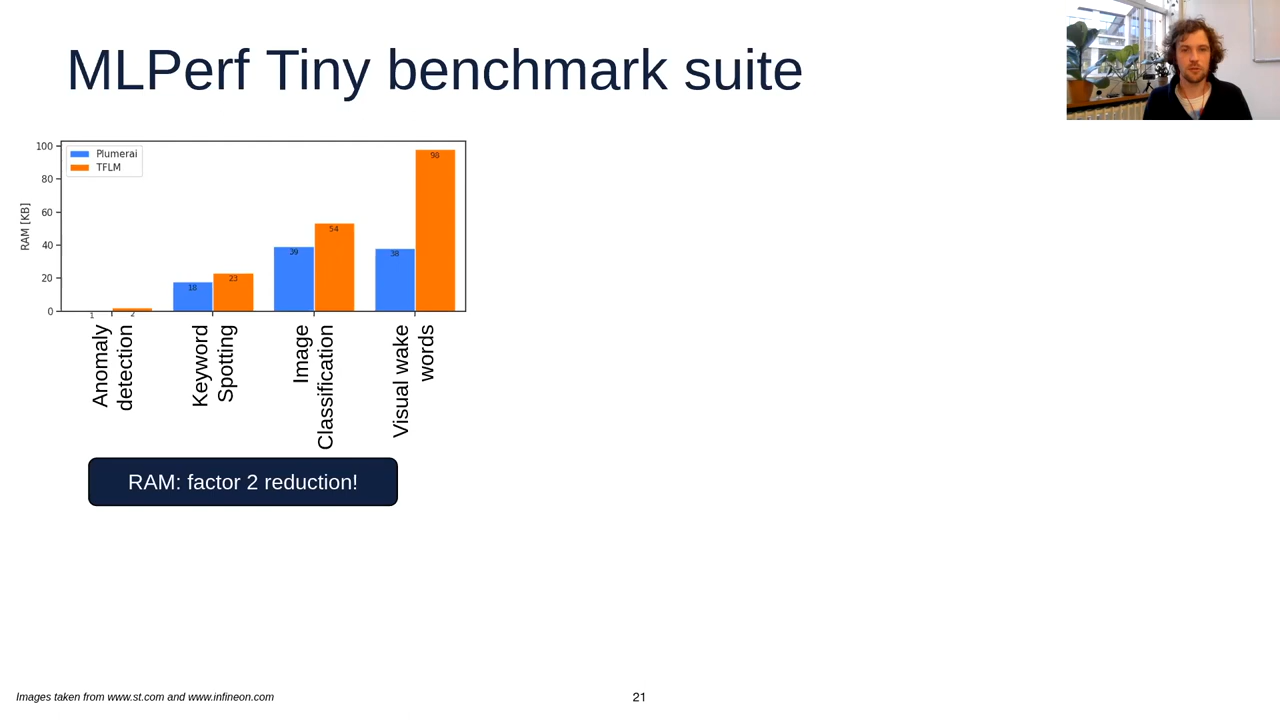 MLPerf Tiny benchmark suite
Plumerai
TFLM
RAM [KB]
100
80
60
40
20
0
1
2
18
23
39
54
38
98
Anomaly
detection
Keyword
Spotting
Image
Classification
Visual wake
words
RAM: factor 2 reduction!
Images taken from www.st.com and www.infineon.com
21